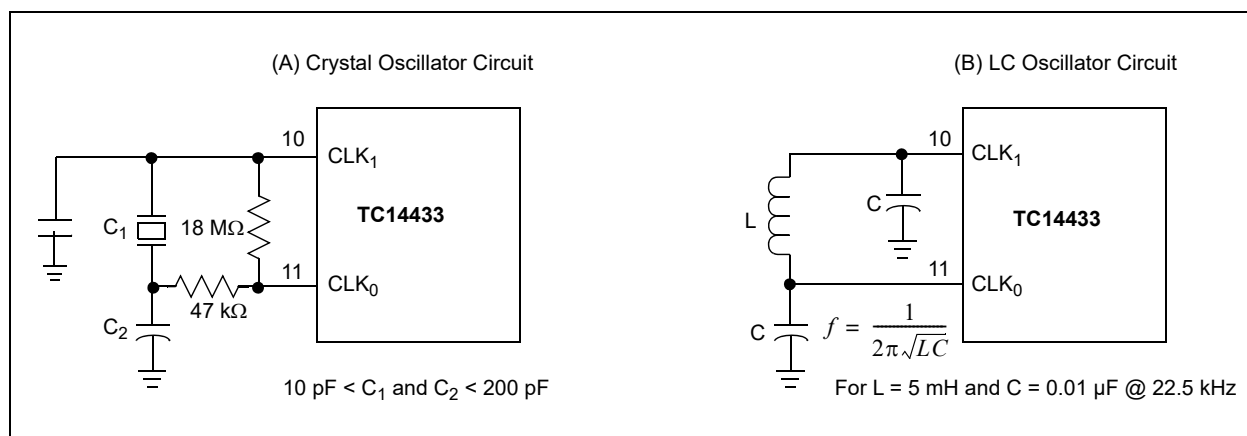 (A) Crystal Oscillator Circuit
10
CLK₁
C₁
18 MΩ
TC14433
11
CLK₀
47 kΩ
C₂
10 pF < C₁ and C₂ < 200 pF
(B) LC Oscillator Circuit
10
CLK₁
C
L
TC14433
11
CLK₀
C
f = 1 / 2π√LC
For L = 5 mH and C = 0.01 μF @ 22.5 kHz